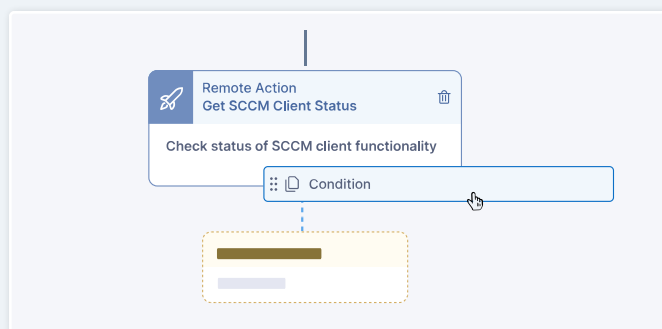 Remote Action
Get SCCM Client Status
Check status of SCCM client functionality
Condition